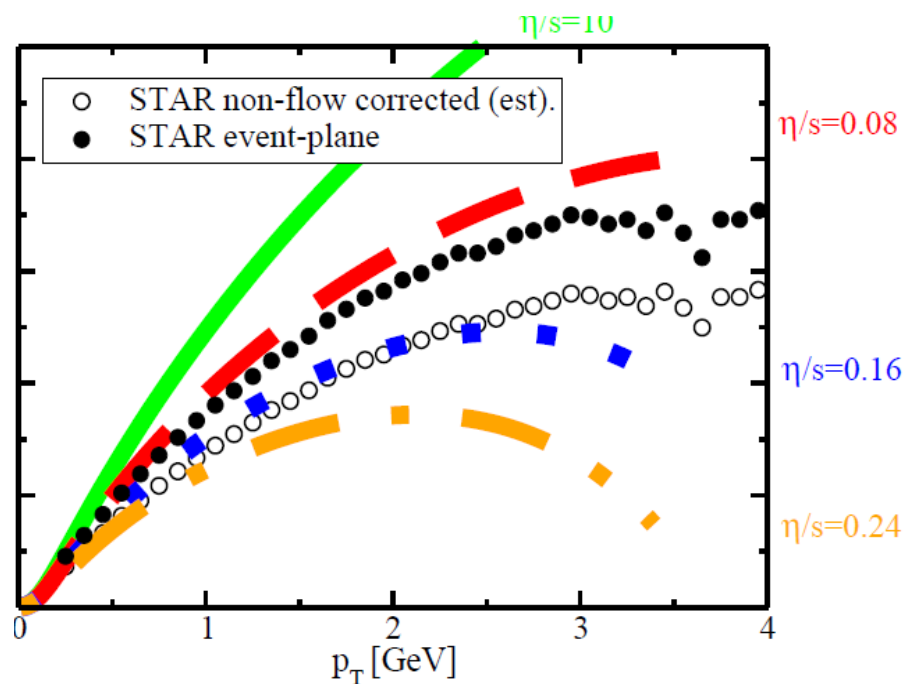 η/s=10
STAR non-flow corrected (est).
STAR event-plane
η/s=0.08
η/s=0.16
η/s=0.24
0 1 2 3 4
p_T [GeV]